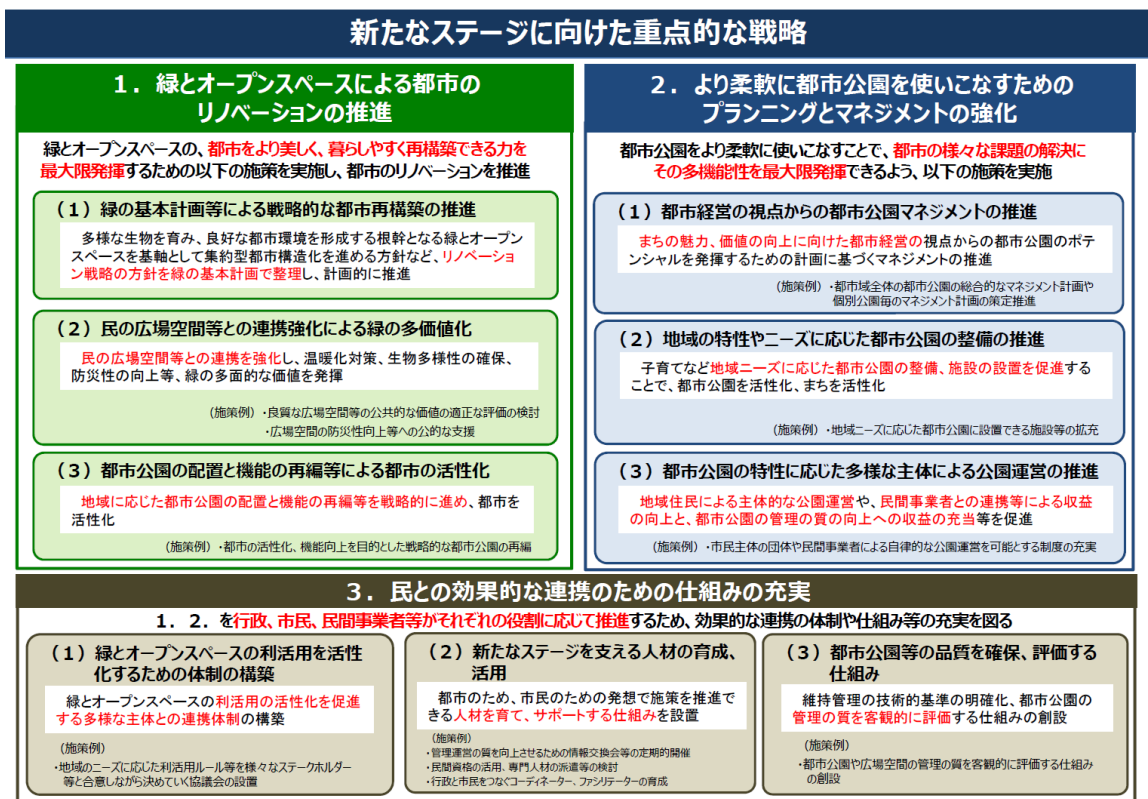 新たなステージに向けた重点的な戦略
１．緑とオープンスペースによる都市の
リノベーションの推進
緑とオープンスペースの、都市をより美しく、暮らしやすく再構築できる力を
最大限発揮するための以下の施策を実施し、都市のリノベーションを推進
（１）緑の基本計画等による戦略的な都市再構築の推進
多様な生物を育み、良好な都市環境を形成する根幹となる緑とオープン
スペースを基軸として集約型都市構造化を進める方針など、リノベーショ
ン戦略の方針を緑の基本計画で整理し、計画的に推進
（２）民の広場空間等との連携強化による緑の多価値化
民の広場空間等との連携を強化し、温暖化対策、生物多様性の確保、
防災性の向上等、緑の多面的な価値を発揮
（施策例）・良質な広場空間等の公共的な価値の適正な評価の検討
・広場空間の防災性向上等への公的な支援
（３）都市公園の配置と機能の再編等による都市の活性化
地域に応じた都市公園の配置と機能の再編等を戦略的に進め、都市を
活性化
（施策例）・都市の活性化、機能向上を目的とした戦略的な都市公園の再編
２．より柔軟に都市公園を使いこなすための
プランニングとマネジメントの強化
都市公園をより柔軟に使いこなすことで、都市の様々な課題の解決に
その多機能性を最大限発揮できるよう、以下の施策を実施
（１）都市経営の視点からの都市公園マネジメントの推進
まちの魅力、価値の向上に向けた都市経営の視点からの都市公園のポテ
ンシャルを発揮するための計画に基づくマネジメントの推進
（施策例）・都市域全体の都市公園の総合的なマネジメント計画や
個別公園毎のマネジメント計画の策定推進
（２）地域の特性やニーズに応じた都市公園の整備の推進
子育てなど地域ニーズに応じた都市公園の整備、施設の設置を促進する
ことで、都市公園を活性化、まちを活性化
（施策例）・地域ニーズに応じた都市公園に設置できる施設等の拡充
（３）都市公園の特性に応じた多様な主体による公園運営の推進
地域住民による主体的な公園運営や、民間事業者との連携等による収益
の向上と、都市公園の管理の質の向上への収益の充当等を促進
（施策例）・市民主体の団体や民間事業者による自律的な公園運営を可能とする制度の充実
３．民との効果的な連携のための仕組みの充実
１．２．を行政、市民、民間事業者等がそれぞれの役割に応じて推進するため、効果的な連携の体制や仕組み等の充実を図る
（１）緑とオープンスペースの利活用を活性
化するための体制の構築
緑とオープンスペースの利活用の活性化を促進
する多様な主体との連携体制の構築
（施策例）
・地域のニーズに応じた利活用ルール等を様々なステークホルダー
等と合意しながら決めていく協議会の設置
（２）新たなステージを支える人材の育成、
活用
都市のため、市民のための発想で施策を推進で
きる人材を育て、サポートする仕組みを設置
（施策例）
・管理運営の質を向上させるための情報交換会等の定期的開催
・民間資格の活用、専門人材の派遣等の検討
・行政と市民をつなぐコーディネーター、ファシリテーターの育成
（３）都市公園等の品質を確保、評価する
仕組み
維持管理の技術的基準の明確化、都市公園の
管理の質を客観的に評価する仕組みの創設
（施策例）
・都市公園や広場空間の管理の質を客観的に評価する仕組み
の創設